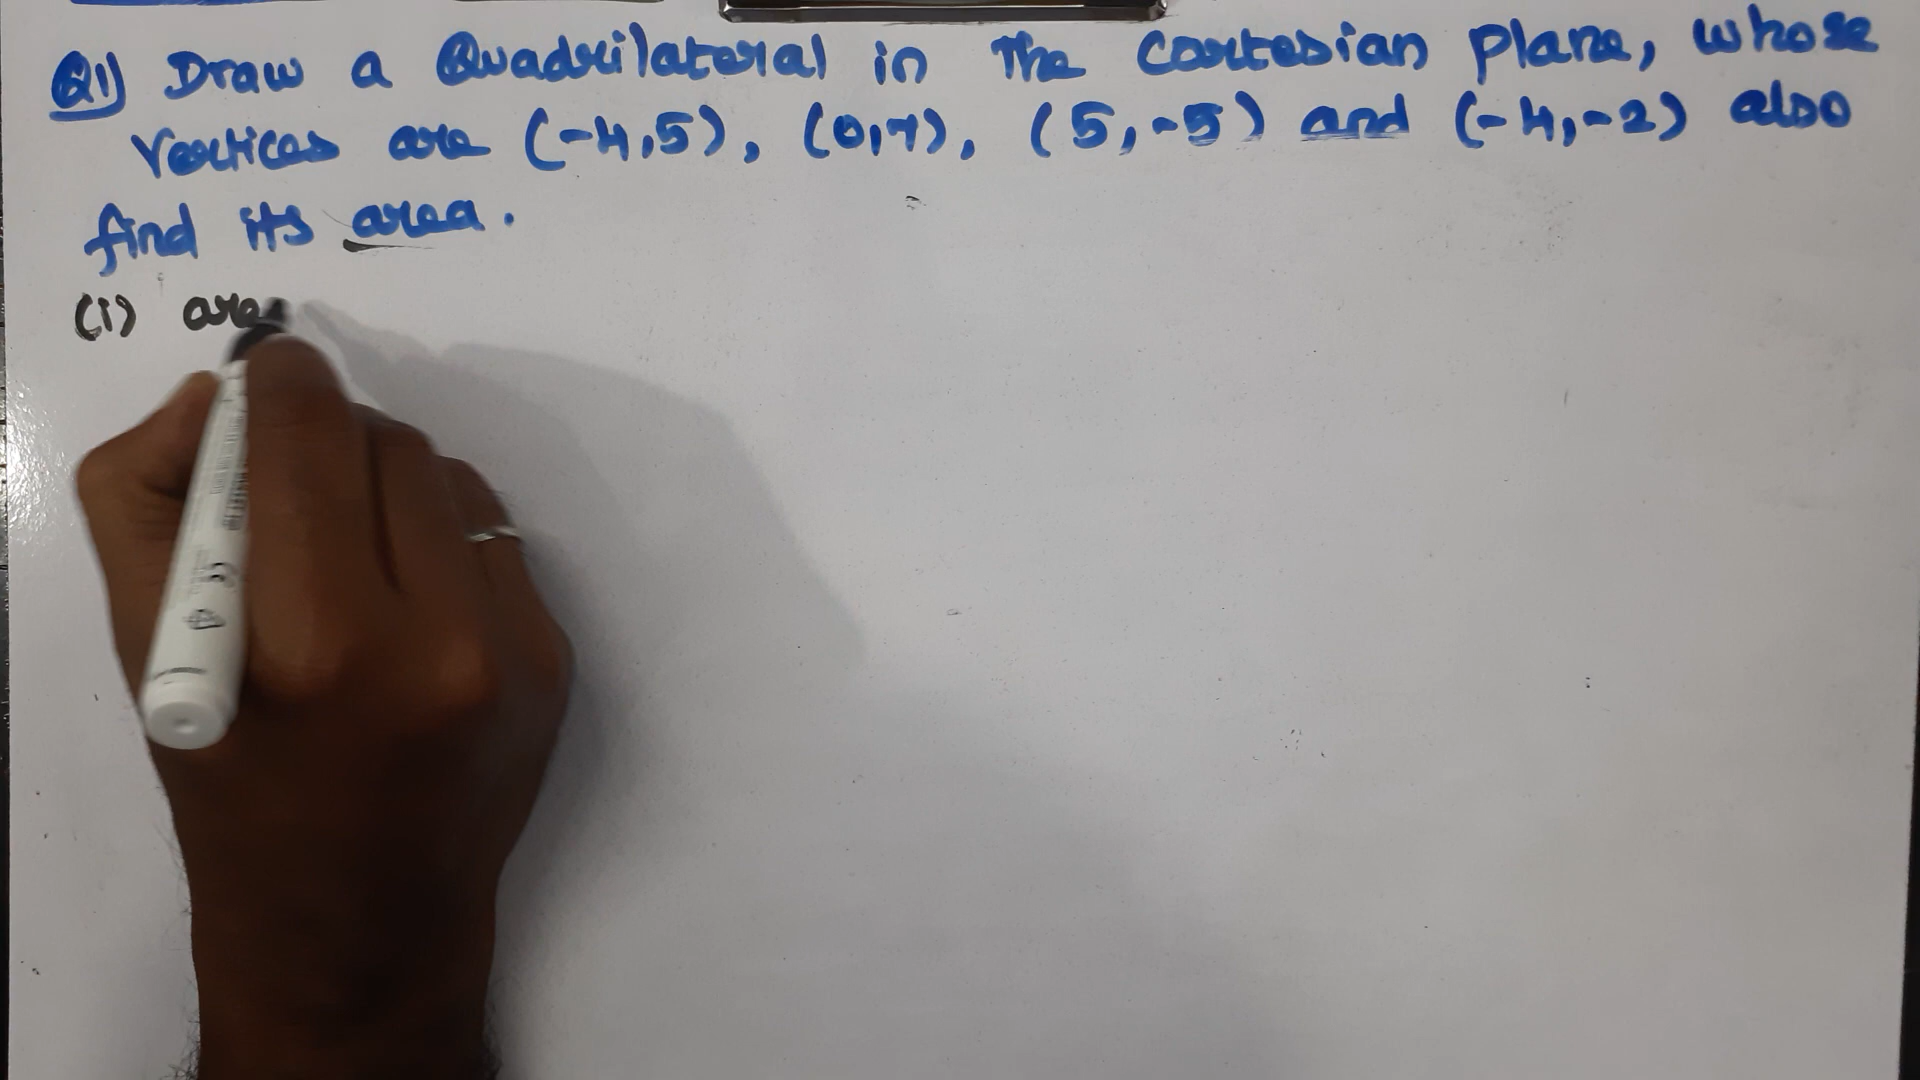 Q1) Draw a Quadrilateral in The Cartesian plane, whose
Vertices are (-4,5), (0,7), (5,-5) and (-4,-2) also
find its area.
(i) area